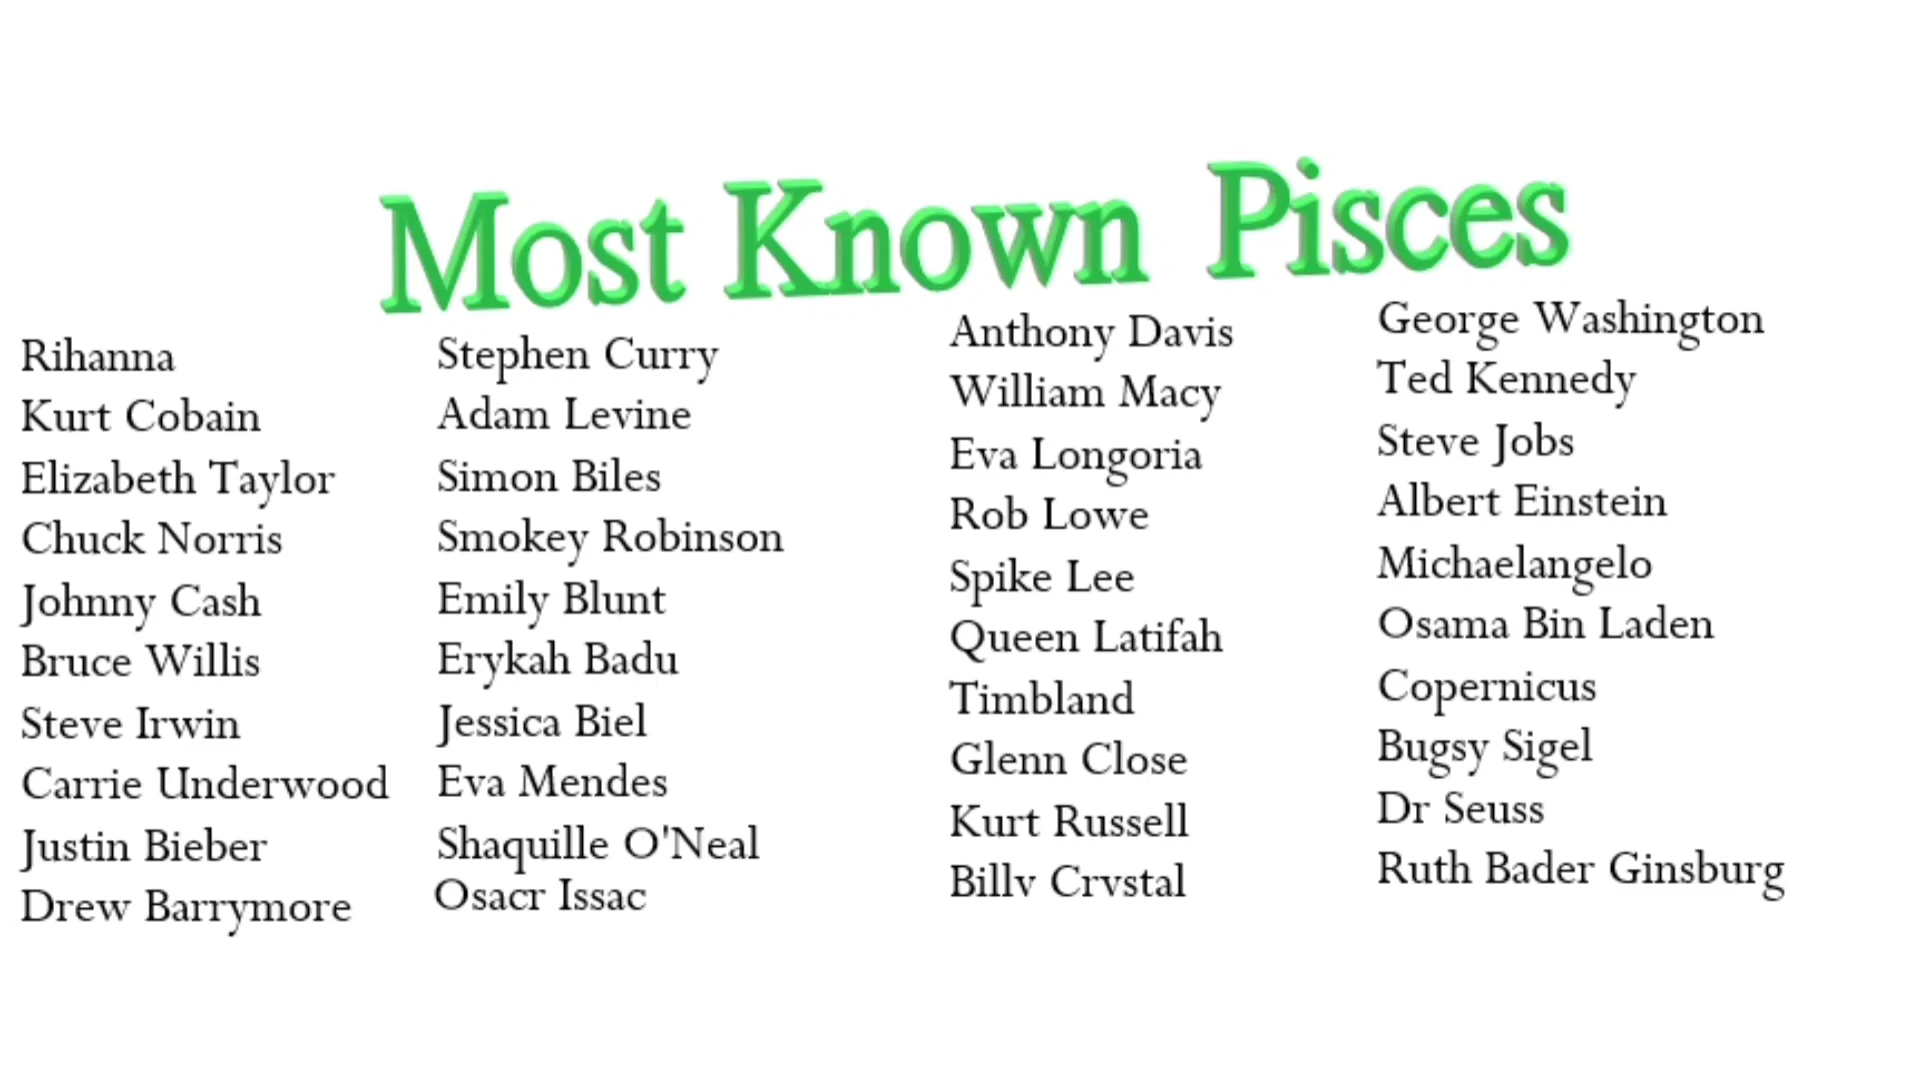 Most Known Pisces
Rihanna
Kurt Cobain
Elizabeth Taylor
Chuck Norris
Johnny Cash
Bruce Willis
Steve Irwin
Carrie Underwood
Justin Bieber
Drew Barrymore
Stephen Curry
Adam Levine
Simon Biles
Smokey Robinson
Emily Blunt
Erykah Badu
Jessica Biel
Eva Mendes
Shaquille O'Neal
Osacr Issac
Anthony Davis
William Macy
Eva Longoria
Rob Lowe
Spike Lee
Queen Latifah
Timbland
Glenn Close
Kurt Russell
Billy Crystal
George Washington
Ted Kennedy
Steve Jobs
Albert Einstein
Michaelangelo
Osama Bin Laden
Copernicus
Bugsy Sigel
Dr Seuss
Ruth Bader Ginsburg